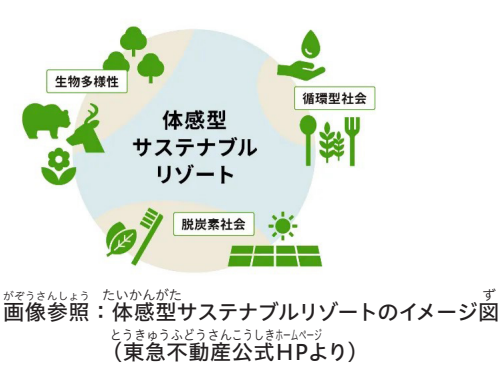 生物多様性
循環型社会
体感型
サステナブル
リゾート
脱炭素社会
がぞうさんしょう たいかんがた ず
画像参照：体感型サステナブルリゾートのイメージ図
とうきゅうふどうさんこうしきホームページ
（東急不動産公式HPより）